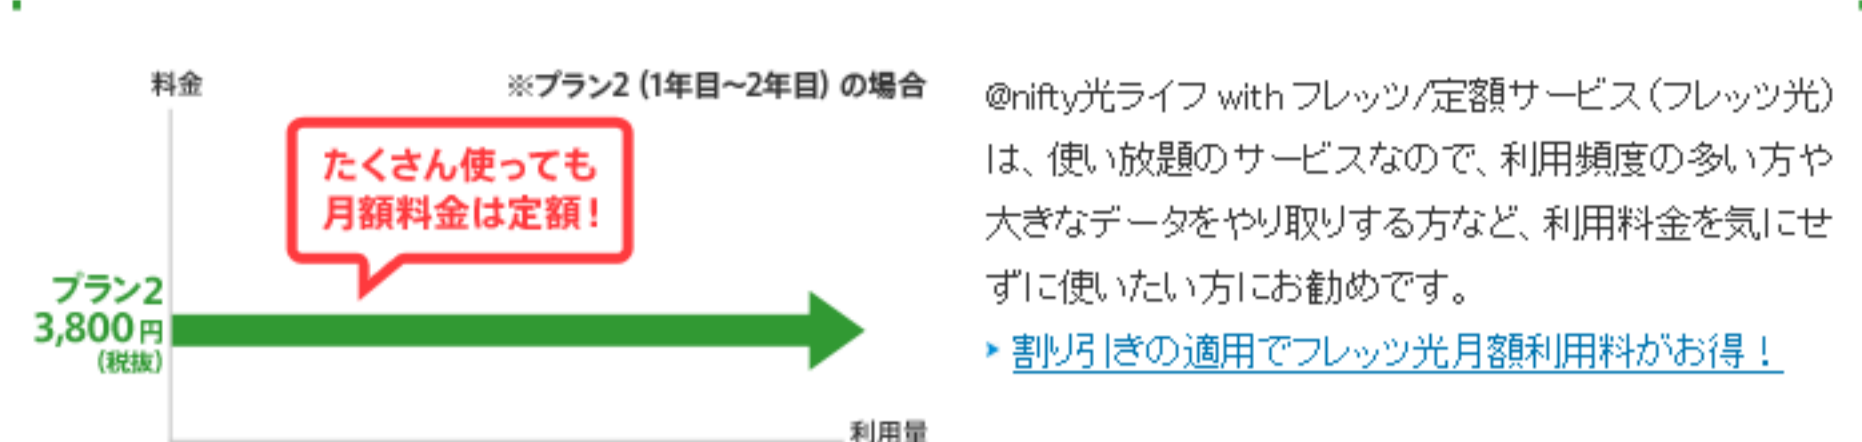 料金
※プラン2（1年目～2年目）の場合
たくさん使っても
月額料金は定額！
プラン2
3,800円
（税抜）
利用量
@nifty光ライフ with フレッツ/定額サービス（フレッツ光）
は、使い放題のサービスなので、利用頻度の多い方や
大きなデータをやり取りする方など、利用料金を気にせ
ずに使いたい方にお勧めです。
割り引きの適用でフレッツ光月額利用料がお得！